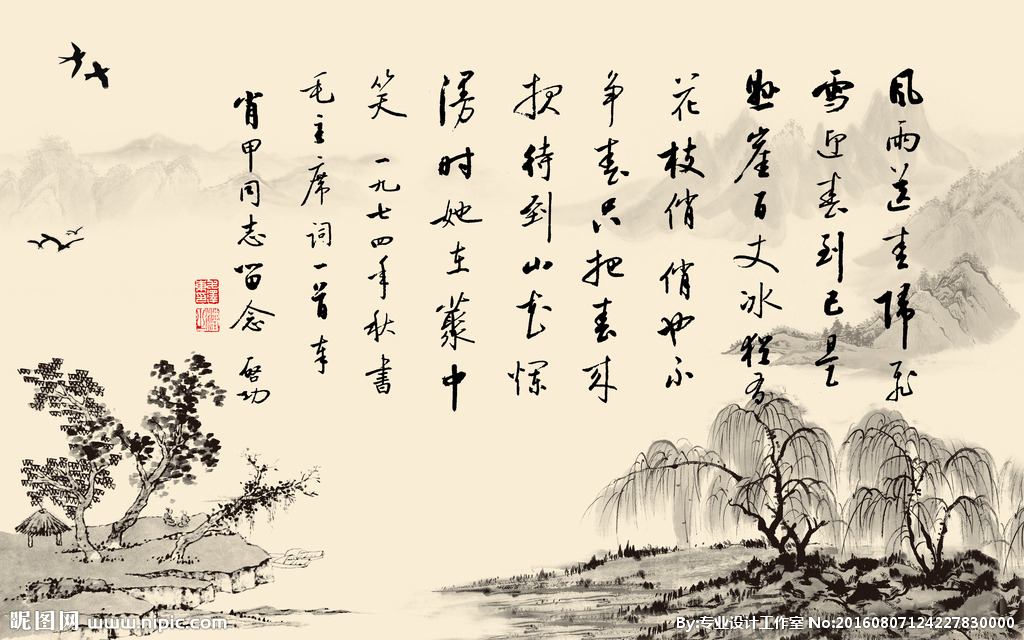 风雨送春归飞
雪迎春到已是
悬崖百丈冰犹有
花枝俏 俏也不
争春只把春来
报待到山花烂
漫时她在丛中
笑 一九七四年秋書
毛主席词一首 奉
肖甲同志留念 啟功
昵图网 www.nipic.com
By:专业设计工作室 No:20160807124227830000